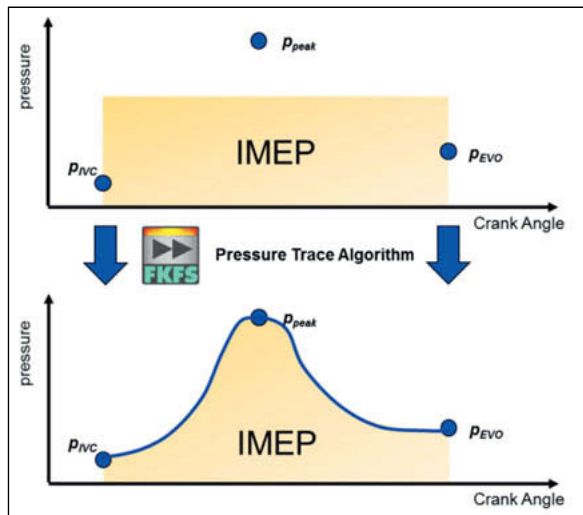 pressure
p_peak
IMEP
p_IVC
p_EVO
Crank Angle
FKFS
Pressure Trace Algorithm
pressure
p_peak
p_IVC
IMEP
p_EVO
Crank Angle